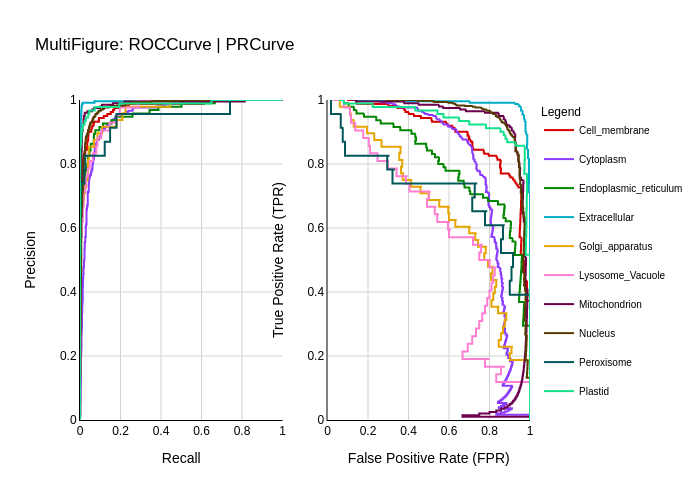 MultiFigure: ROCCurve | PRCurve
Precision
1
0.8
0.6
0.4
0.2
0
0
0.2
0.4
0.6
0.8
1
Recall
True Positive Rate (TPR)
1
0.8
0.6
0.4
0.2
0
0
0.2
0.4
0.6
0.8
1
False Positive Rate (FPR)
Legend
Cell_membrane
Cytoplasm
Endoplasmic_reticulum
Extracellular
Golgi_apparatus
Lysosome_Vacuole
Mitochondrion
Nucleus
Peroxisome
Plastid